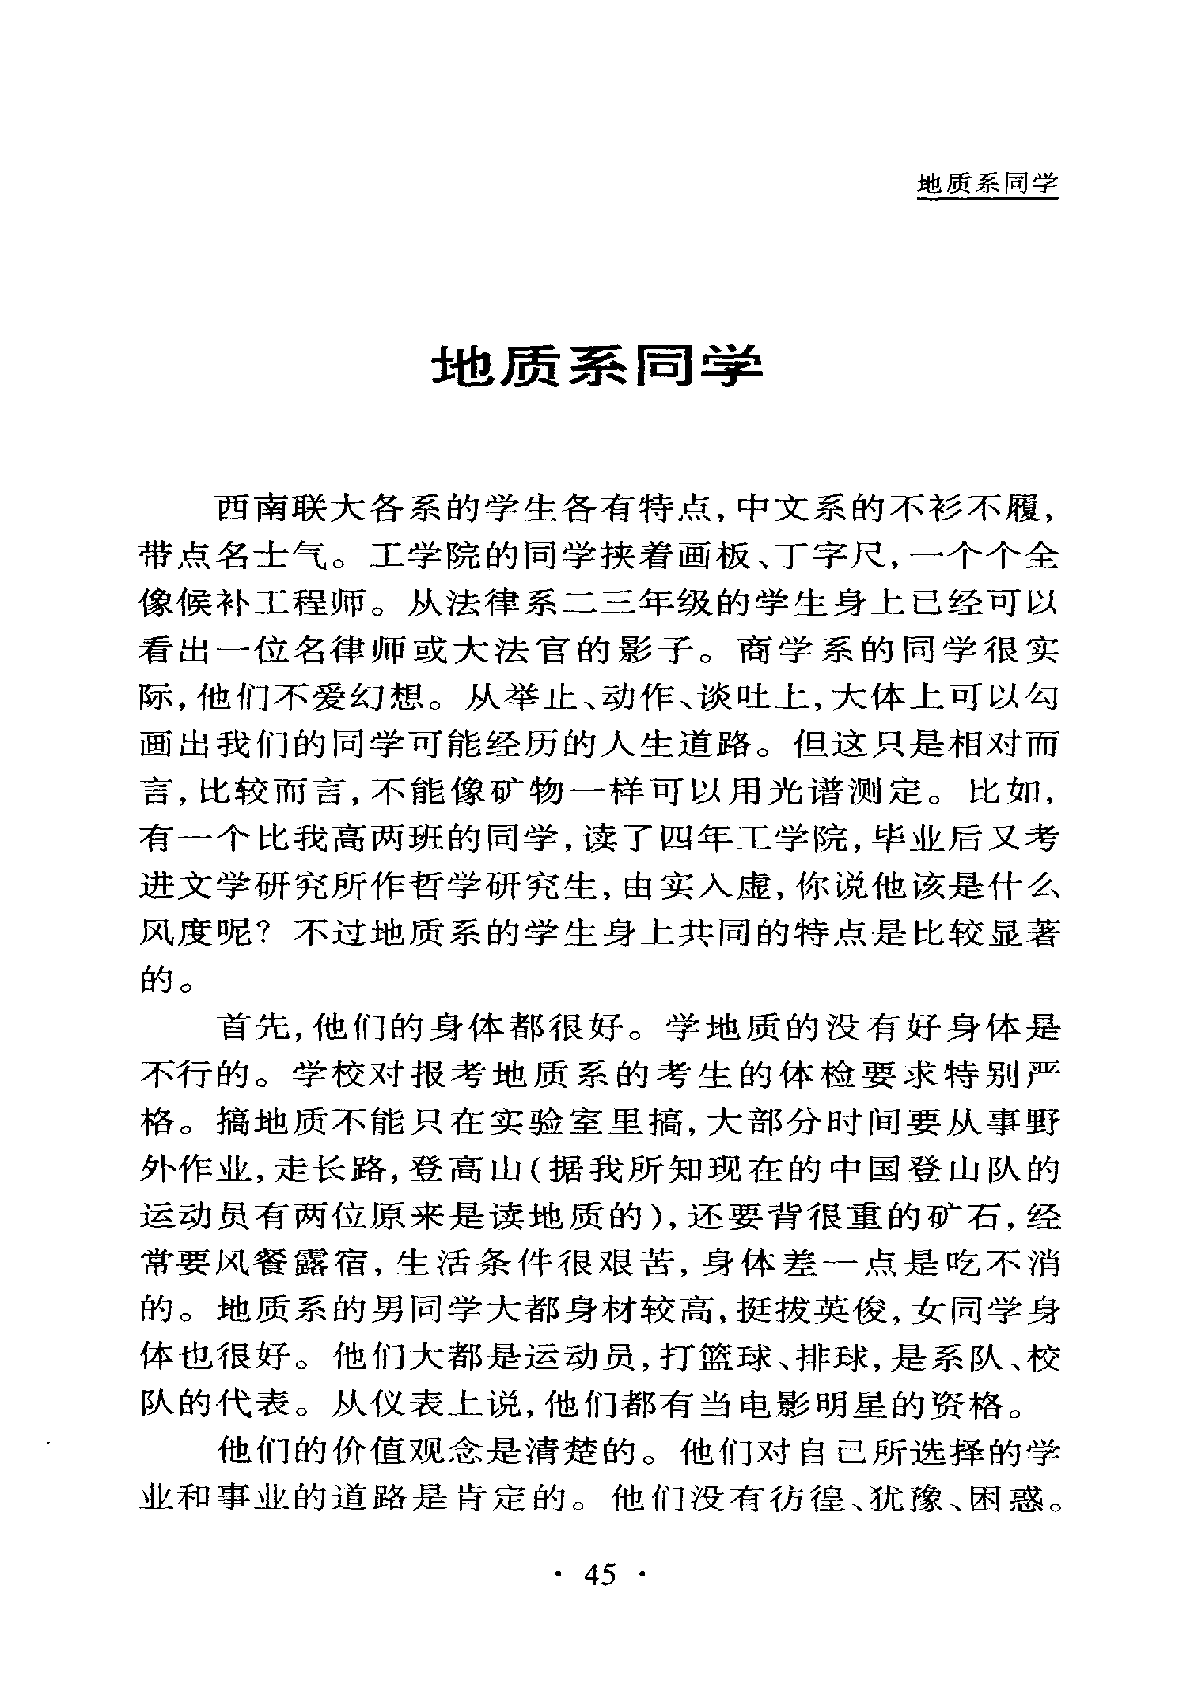 地质系同学
地质系同学
西南联大各系的学生各有特点,中文系的不衫不履,
带点名士气。工学院的同学挟着画板、丁字尺,一个个全
像候补工程师。从法律系二三年级的学生身上已经可以
看出一位名律师或大法官的影子。商学系的同学很实
际,他们不爱幻想。从举止、动作、谈吐上,大体上可以勾
画出我们的同学可能经历的人生道路。但这只是相对而
言,比较而言,不能像矿物一样可以用光谱测定。比如,
有一个比我高两班的同学,读了四年工学院,毕业后又考
进文学研究所作哲学研究生,由实入虚,你说他该是什么
风度呢?不过地质系的学生身上共同的特点是比较显著
的。
首先,他们的身体都很好。学地质的没有好身体是
不行的。学校对报考地质系的考生的体检要求特别严
格。搞地质不能只在实验室里搞,大部分时间要从事野
外作业,走长路,登高山(据我所知现在的中国登山队的
运动员有两位原来是读地质的),还要背很重的矿石,经
常要风餐露宿,生活条件很艰苦,身体差一点是吃不消
的。地质系的男同学大都身材较高,挺拔英俊,女同学身
体也很好。他们大都是运动员,打篮球、排球,是系队、校
队的代表。从仪表上说,他们都有当电影明星的资格。
他们的价值观念是清楚的。他们对自己所选择的学
业和事业的道路是肯定的。他们没有彷徨、犹豫、困惑。
· 45 ·